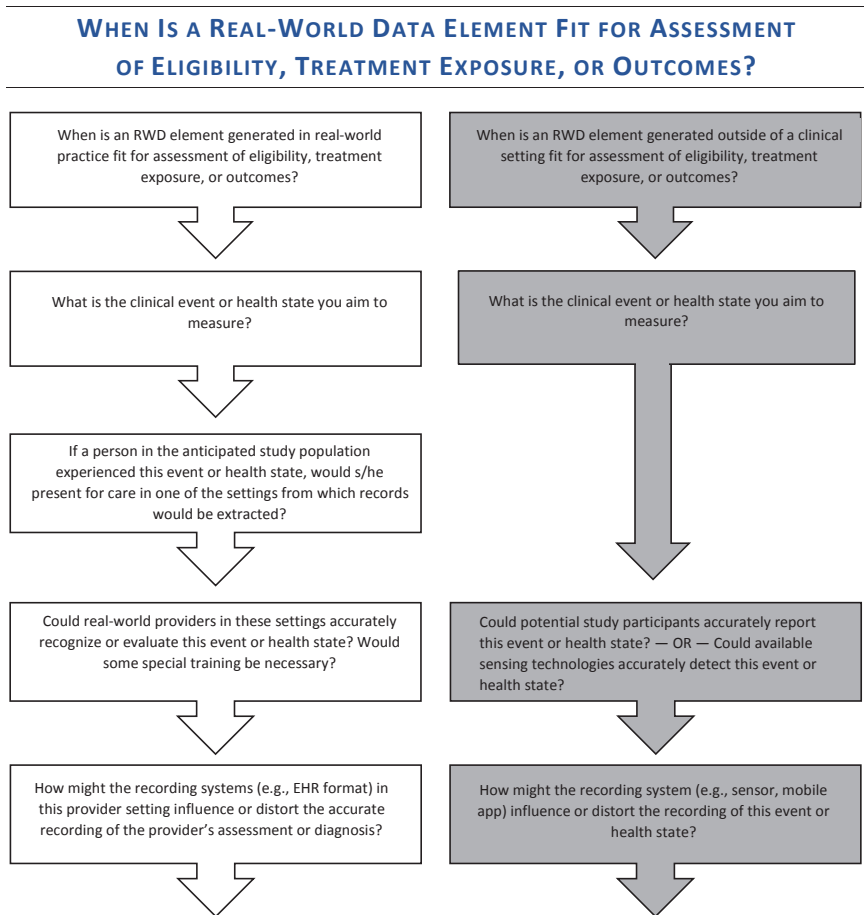 WHEN IS A REAL-WORLD DATA ELEMENT FIT FOR ASSESSMENT
OF ELIGIBILITY, TREATMENT EXPOSURE, OR OUTCOMES?
When is an RWD element generated in real-world
practice fit for assessment of eligibility, treatment
exposure, or outcomes?
When is an RWD element generated outside of a clinical
setting fit for assessment of eligibility, treatment
exposure, or outcomes?
What is the clinical event or health state you aim to
measure?
What is the clinical event or health state you aim to
measure?
If a person in the anticipated study population
experienced this event or health state, would s/he
present for care in one of the settings from which records
would be extracted?
Could real-world providers in these settings accurately
recognize or evaluate this event or health state? Would
some special training be necessary?
Could potential study participants accurately report
this event or health state? — OR — Could available
sensing technologies accurately detect this event or
health state?
How might the recording systems (e.g., EHR format) in
this provider setting influence or distort the accurate
recording of the provider’s assessment or diagnosis?
How might the recording system (e.g., sensor, mobile
app) influence or distort the recording of this event or
health state?